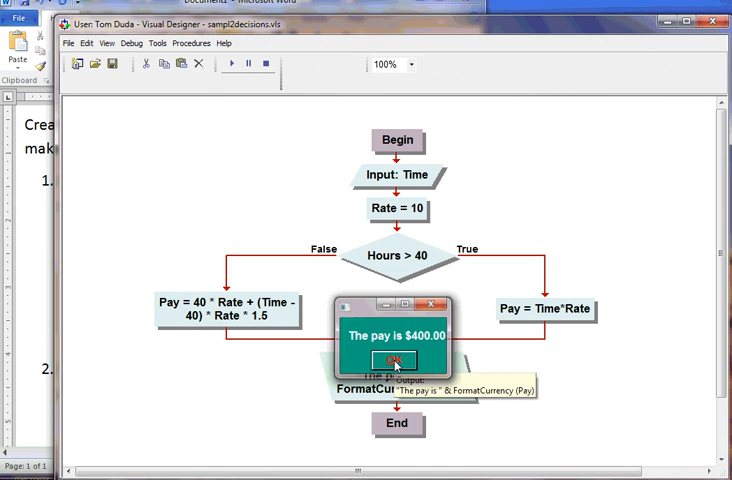 Document1 - Microsoft Word
File
Paste
Clipboard
Crea
mak
1.
2.
Page: 1 of 1
User: Tom Duda - Visual Designer - sampl2decisions.vls
File Edit View Debug Tools Procedures Help
100%
Begin
Input: Time
Rate = 10
False
Hours > 40
True
Pay = 40 * Rate + (Time -
40) * Rate * 1.5
Pay = Time*Rate
The pay is $400.00
OK
The p
FormatCur
Output:
"The pay is " & FormatCurrency (Pay)
End